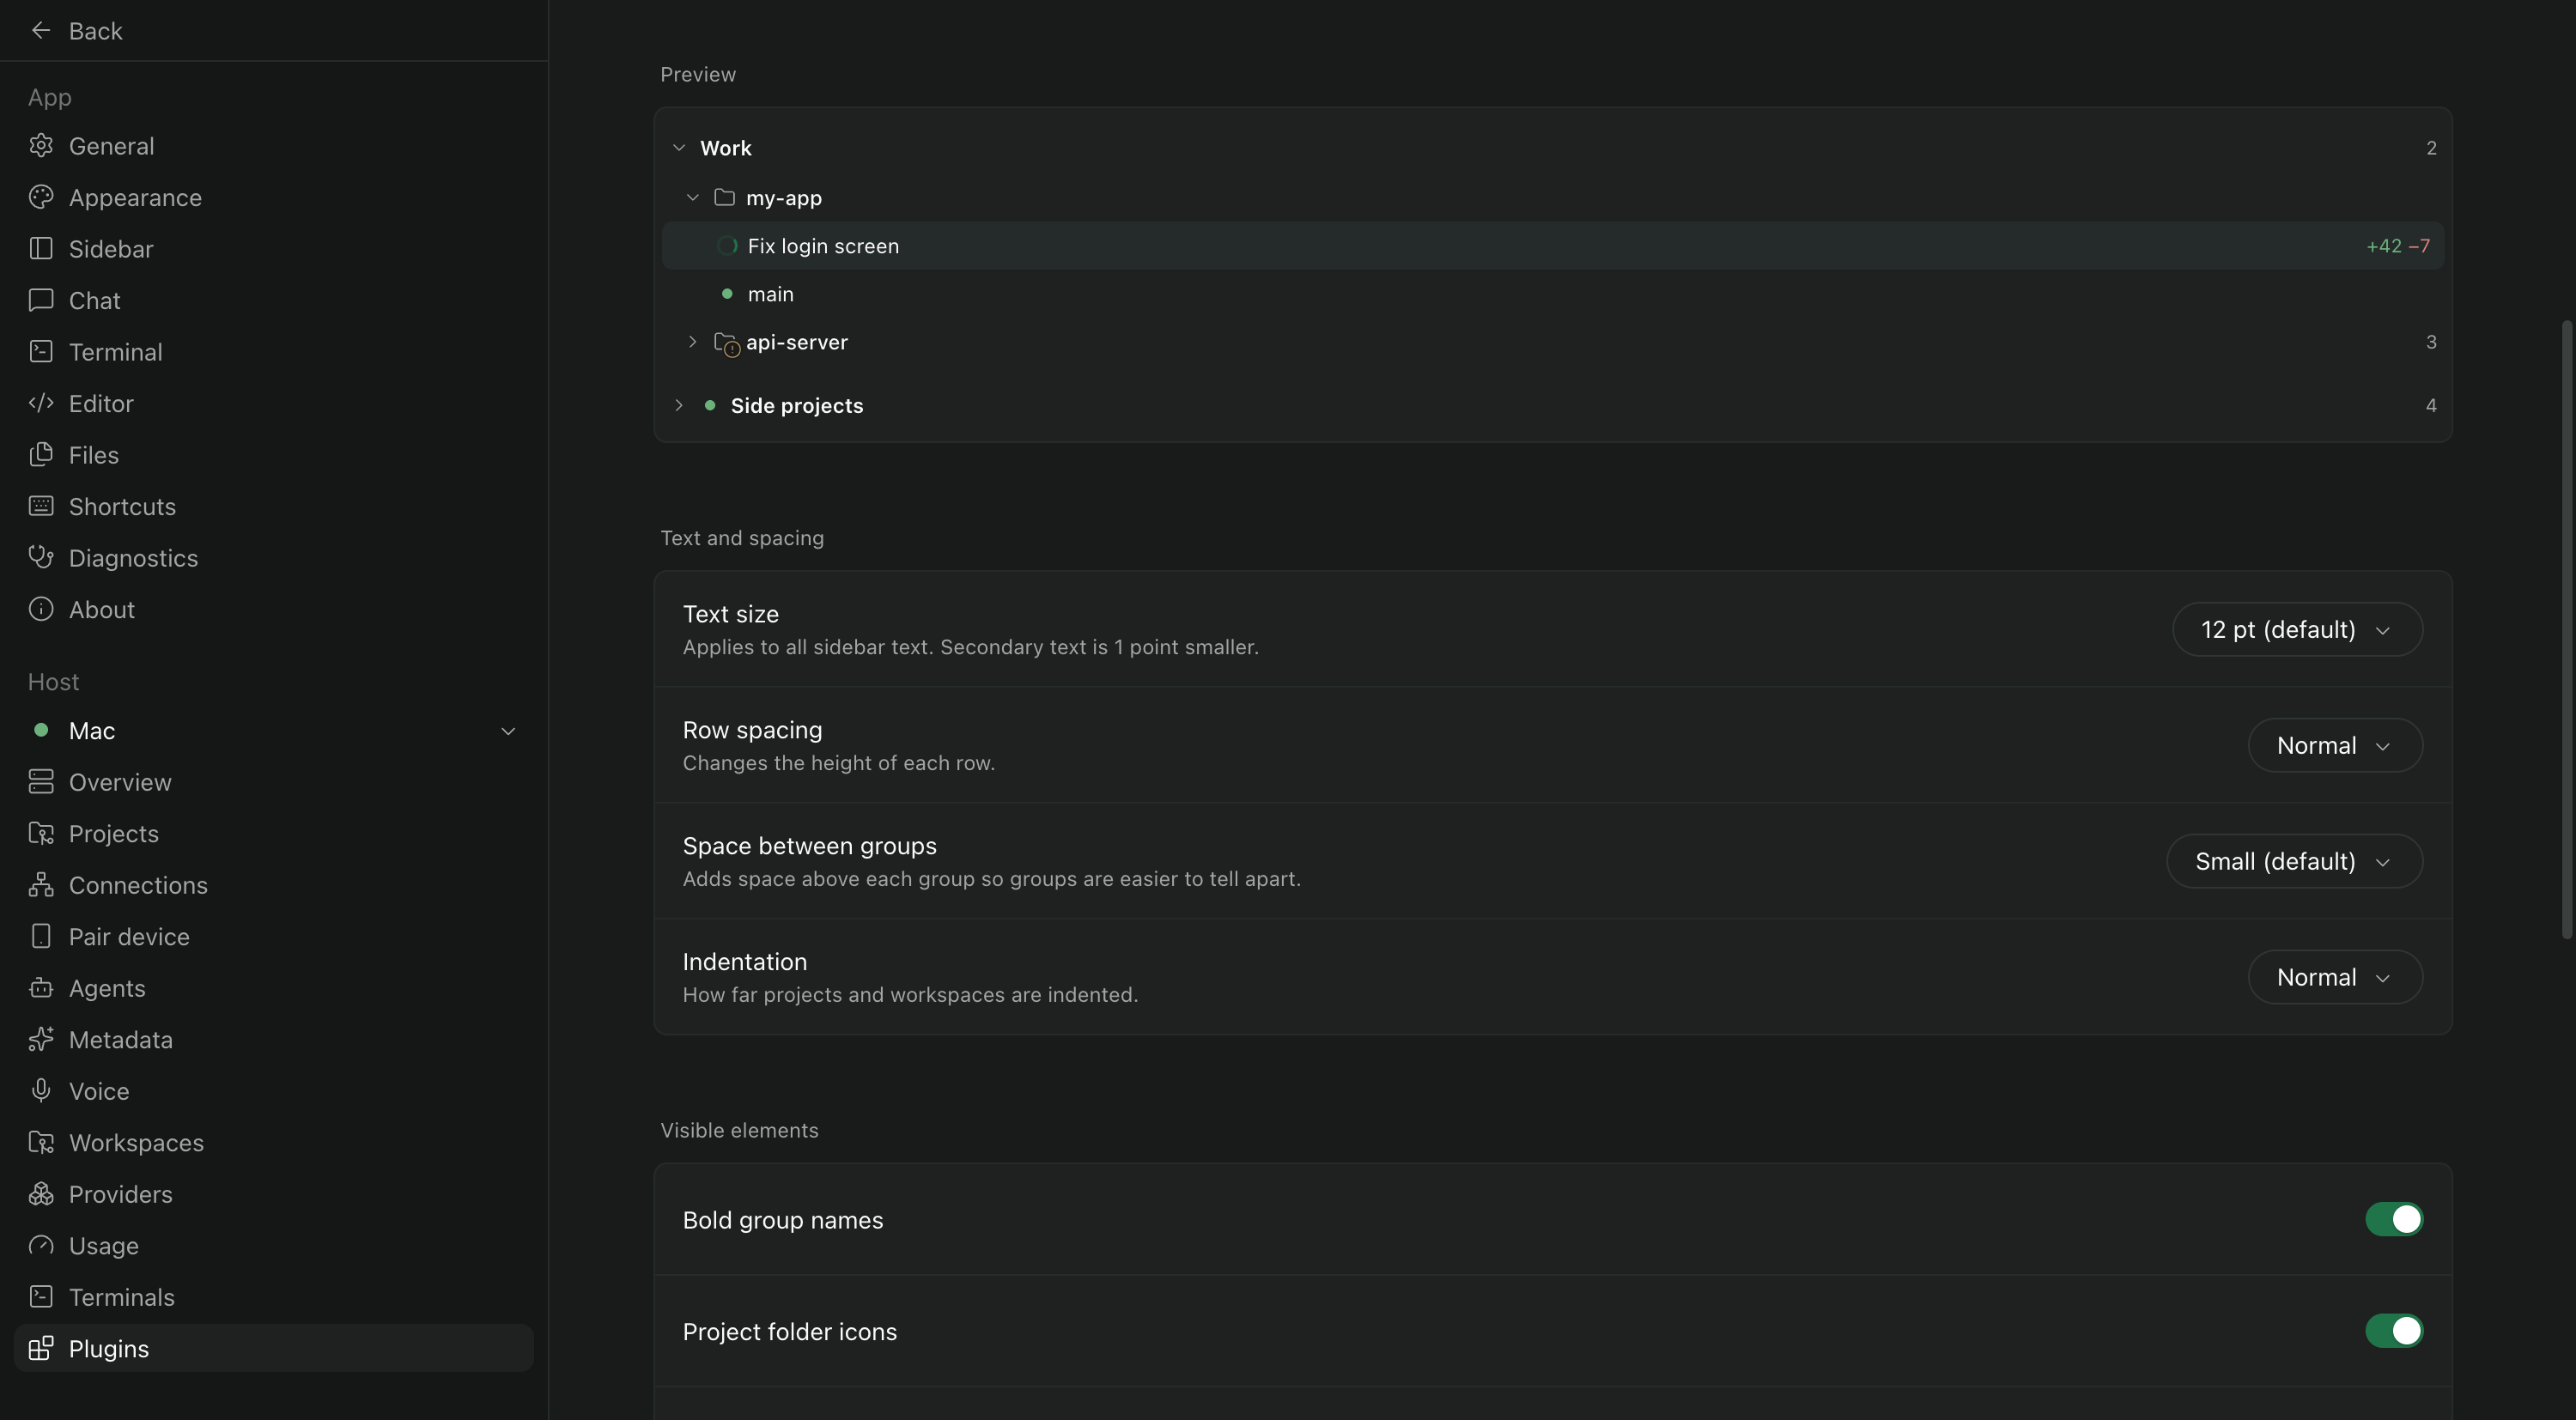 Back
App
General
Appearance
Sidebar
Chat
Terminal
Editor
Files
Shortcuts
Diagnostics
About
Host
Mac
Overview
Projects
Connections
Pair device
Agents
Metadata
Voice
Workspaces
Providers
Usage
Terminals
Plugins
Preview
Work 2
my-app
Fix login screen +42 −7
main
api-server 3
Side projects 4
Text and spacing
Text size
Applies to all sidebar text. Secondary text is 1 point smaller.
12 pt (default)
Row spacing
Changes the height of each row.
Normal
Space between groups
Adds space above each group so groups are easier to tell apart.
Small (default)
Indentation
How far projects and workspaces are indented.
Normal
Visible elements
Bold group names
Project folder icons